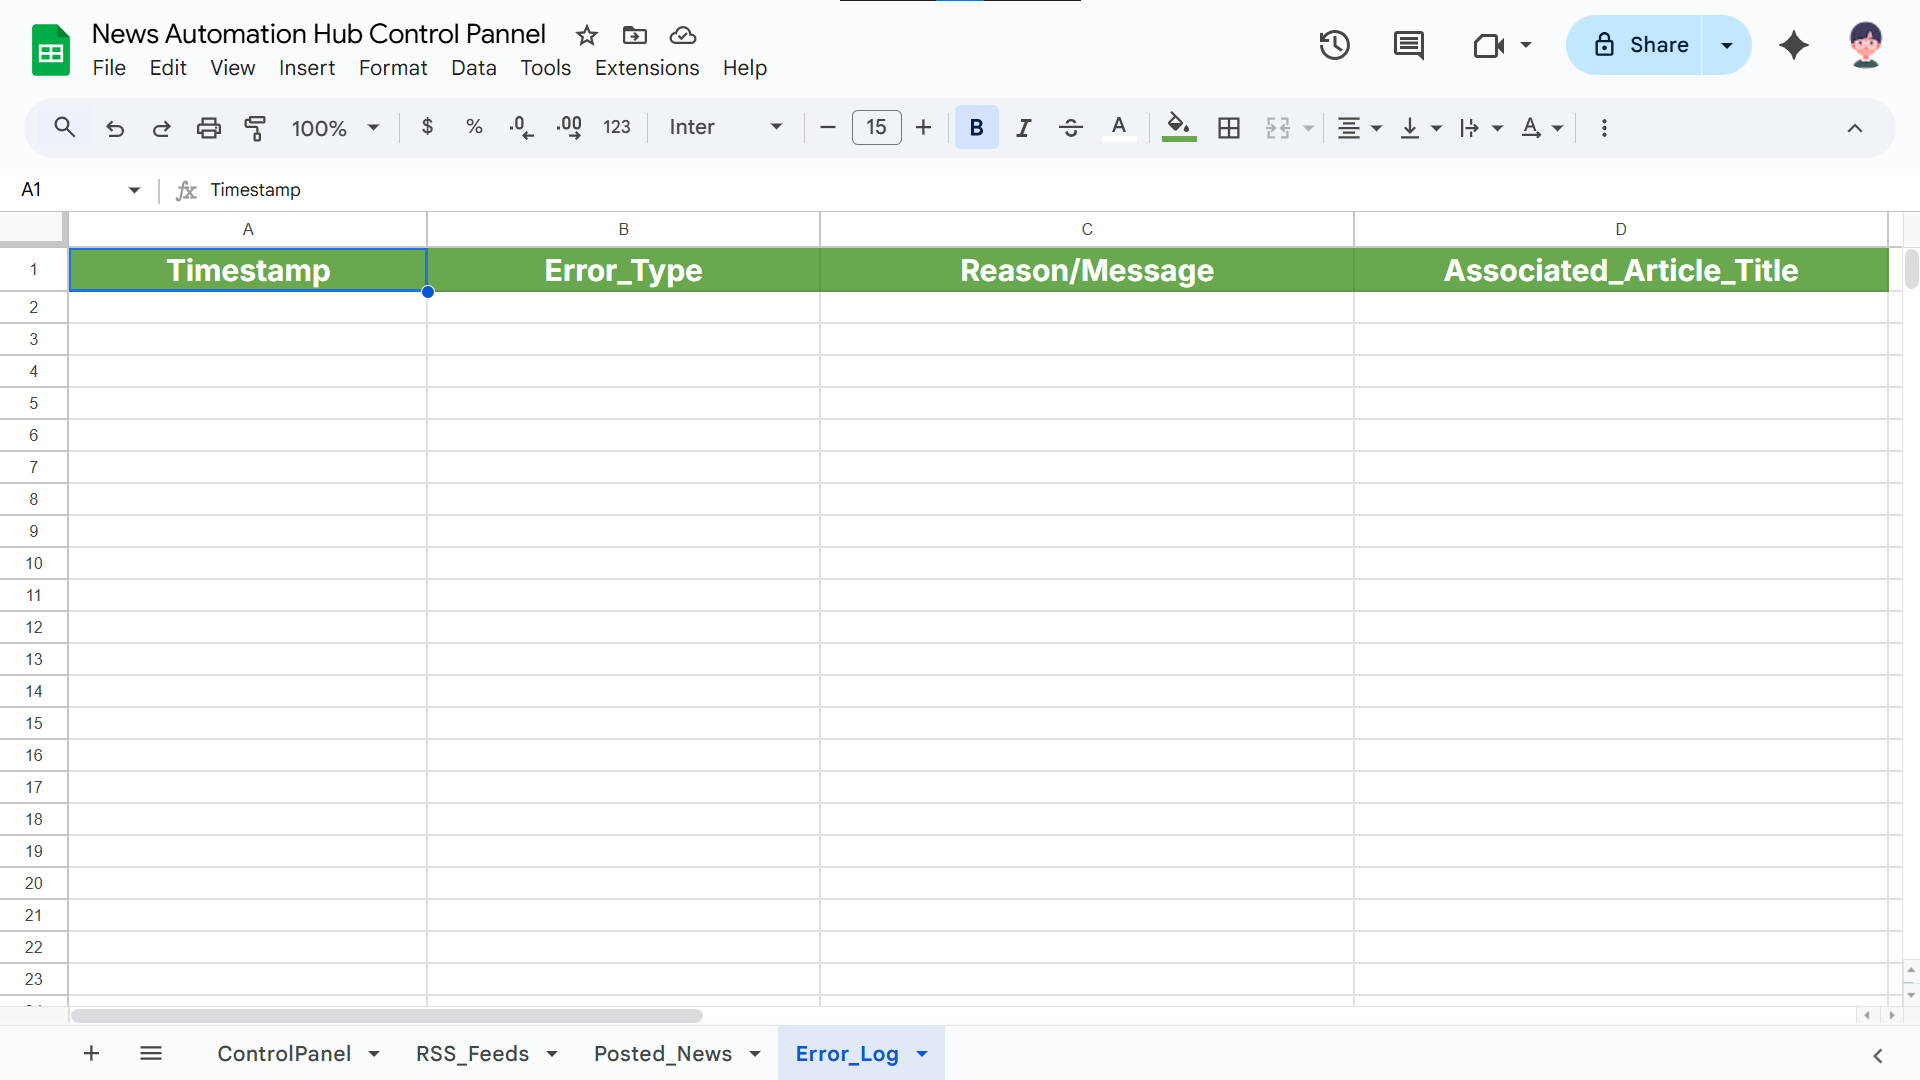 News Automation Hub Control Pannel
File Edit View Insert Format Data Tools Extensions Help
Share
100% $ % .0 .00 123 Inter 15 B I S A A
A1 fx Timestamp
A B C D
1 Timestamp Error_Type Reason/Message Associated_Article_Title
2
3
4
5
6
7
8
9
10
11
12
13
14
15
16
17
18
19
20
21
22
23
ControlPanel RSS_Feeds Posted_News Error_Log